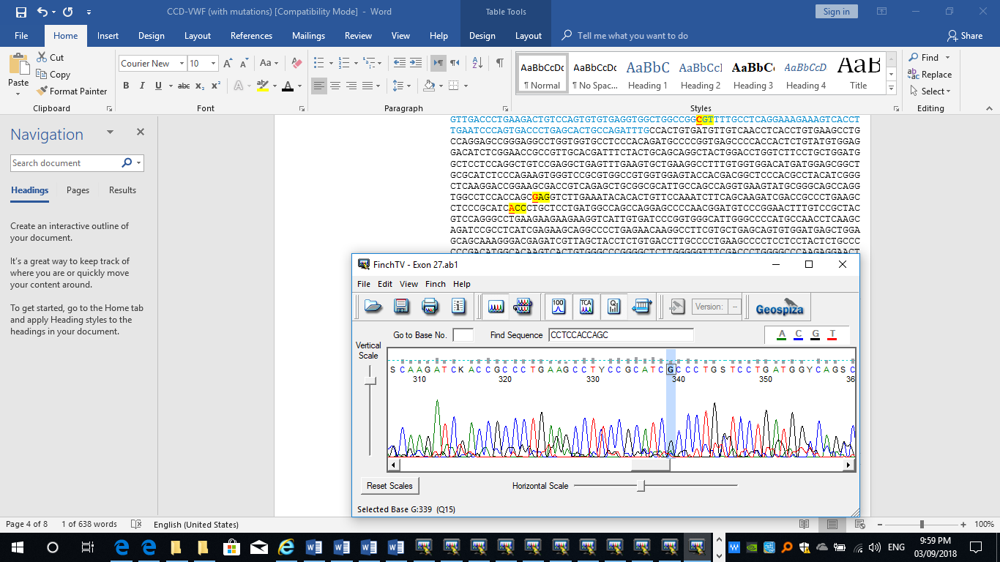 CCD-VWF (with mutations) [Compatibility Mode] - Word
Table Tools
Sign in
File Home Insert Design Layout References Mailings Review View Help Design Layout Tell me what you want to do Share
Paste
Cut
Copy
Format Painter
Clipboard
Courier New 10
Font
Paragraph
AaBbCcDc AaBbCcDc AaBbC AaBbCcI AaBbC AaBbCcD AaB
¶ Normal ¶ No Spac... Heading 1 Heading 2 Heading 3 Heading 4 Title
Styles
Find
Replace
Select
Editing
Navigation
Search document
Headings Pages Results
Create an interactive outline of
your document.
It's a great way to keep track of
where you are or quickly move
your content around.
To get started, go to the Home tab
and apply Heading styles to the
headings in your document.
GTTGACCCTGAAGACTGTCCAGTGTGTGAGGTGGCTGGCCGGCGTTTTGCCTCAGGAAAGAAAGTCACCT
TGAATCCCAGTGACCCTGAGCACTGCCAGATTTGCCACTGTGATGTTGTCAACCTCACCTGTGAAGCCTG
CCAGGAGCCGGGAGGCCTGGTGGTGCCTCCCACAGATGCCCCGGTGAGCCCCACCACTCTGTATGTGGAG
GACATCTCGGAACCGCCGTTGCACGATTTCTACTGCAGCAGGCTACTGGACCTGGTCTTCCTGCTGGATG
GCTCCTCCAGGCTGTCCGAGGCTGAGTTTGAAGTGCTGAAGGCCTTTGTGGTGGACATGATGGAGCGGCT
GCGCATCTCCCAGAAGTGGGTCCGCGTGGCCGTGGTGGAGTACCACGACGGCTCCCACGCCTACATCGGG
CTCAAGGACCGGAAGCGACCGTCAGAGCTGCGGCGCATTGCCAGCCAGGTGAAGTATGCGGGCAGCCAGG
TGGCCTCCACCAGCGAGGTCTTGAAATACACACTGTTCCAAATCTTCAGCAAGATCGACCGCCCTGAAGC
CTCCCGCATCACCCTGCTCCTGATGGCCAGCCAGGAGCCCCAACGGATGTCCCGGAACTTTGTCCGCTAC
GTCCAGGGCCTGAAGAAGAAGAAGGTCATTGTGATCCCGGTGGGCATTGGGCCCCATGCCAACCTCAAGC
AGATCCGCCTCATCGAGAAGCAGGCCCCTGAGAACAAGGCCTTCGTGCTGAGCAGTGTGGATGAGCTGGA
GCAGCAAAGGGACGAGATCGTTAGCTACCTCTGTGACCTTGCCCCTGAAGCCCCTCCTCCTACTCTGCCC
CCCGACATGGCACAAGTCACTGTGGGCCCGGGGCTCTTGGGGGTTTCGACCCTGGGGCCCAAGAGGAACT
FinchTV - Exon 27.ab1
File Edit View Finch Help
Version: --
Geospiza
Go to Base No. Find Sequence CCTCCACCAGC
A C G T
Vertical
Scale
S C A A G A T C K A C C G C C C T G A A G C C T Y C C G C A T C G C C C T G S T C C T G A T G G Y C A G S C
310 320 330 340 350 36
Reset Scales Horizontal Scale
Selected Base G:339 (Q15)
Page 4 of 8 1 of 638 words English (United States) 100%
ENG 9:59 PM
03/09/2018